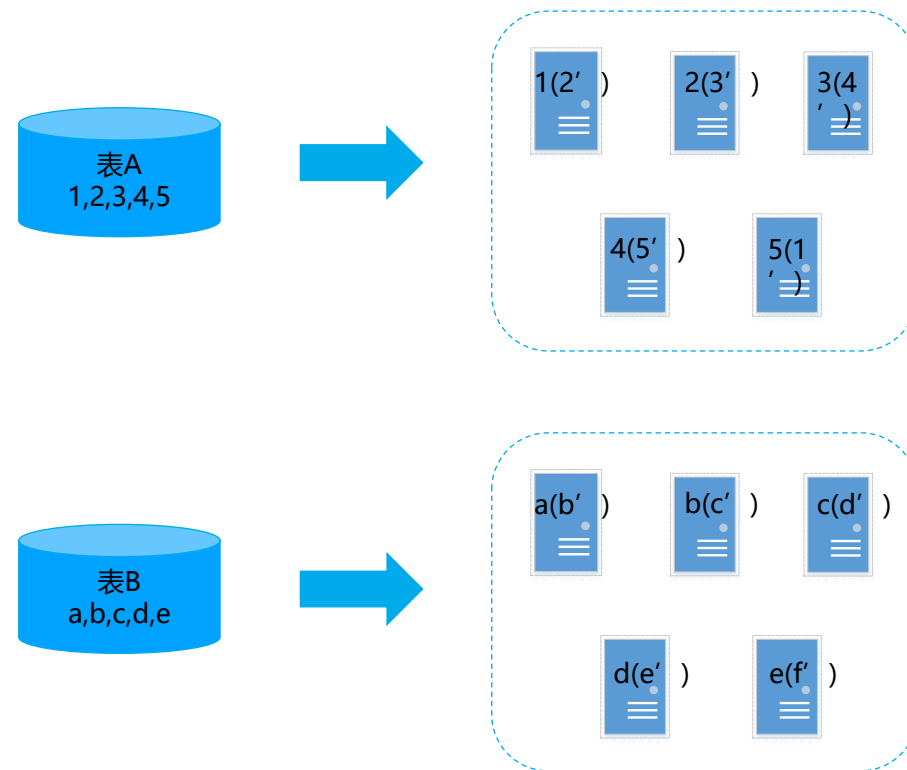 表A
1,2,3,4,5
1(2′ )
2(3′ )
3(4
′ )
4(5′ )
5(1
′ )
表B
a,b,c,d,e
a(b′ )
b(c′ )
c(d′ )
d(e′ )
e(f′ )